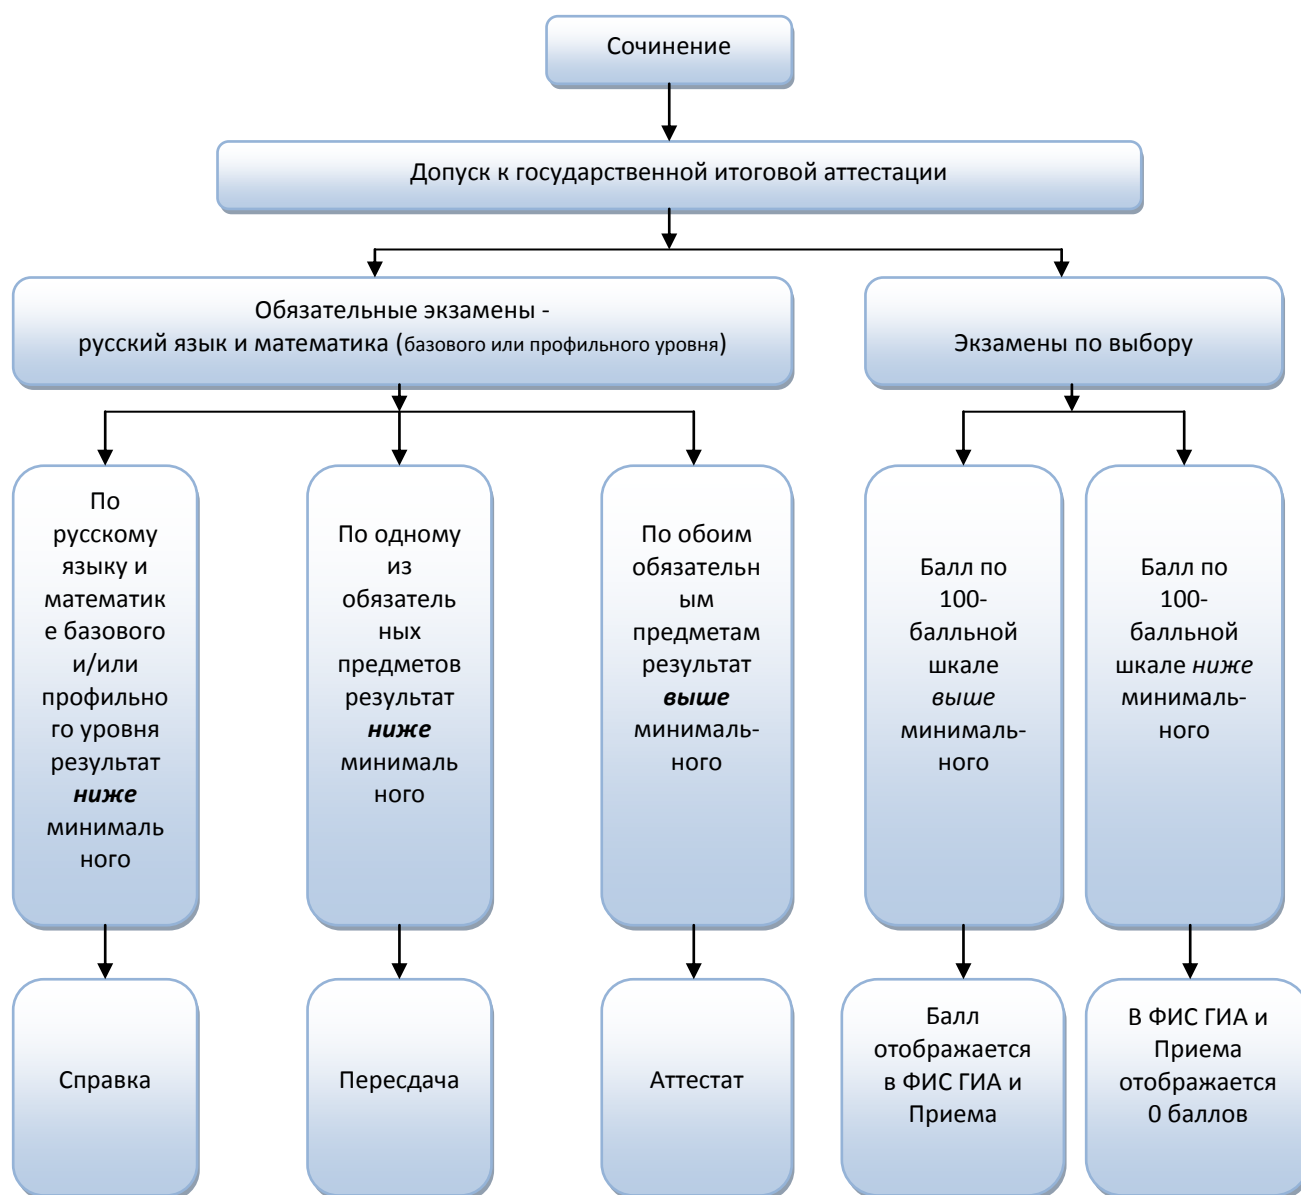 Сочинение
Допуск к государственной итоговой аттестации
Обязательные экзамены -
русский язык и математика (базового или профильного уровня)
Экзамены по выбору
По
русскому
языку и
математик
е базового
и/или
профильно
го уровня
результат
ниже
минималь
ного
По одному
из
обязатель
ных
предметов
результат
ниже
минималь
ного
По обоим
обязательн
ым
предметам
результат
выше
минималь-
ного
Балл по
100-
балльной
шкале
выше
минималь-
ного
Балл по
100-
балльной
шкале ниже
минималь-
ного
Справка
Пересдача
Аттестат
Балл
отображается
в ФИС ГИА и
Приема
В ФИС ГИА и
Приема
отображается
0 баллов